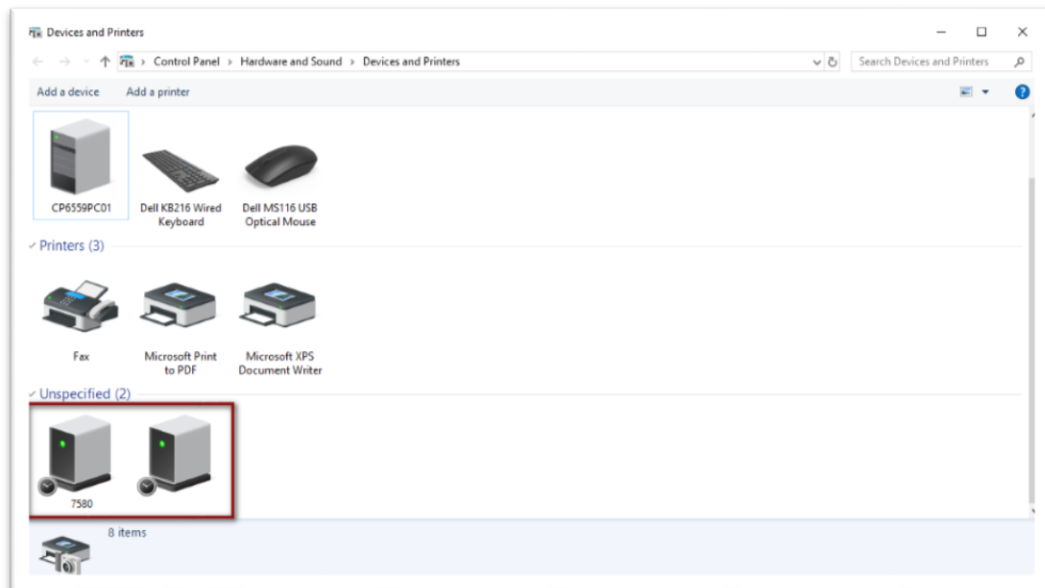 Devices and Printers
Control Panel > Hardware and Sound > Devices and Printers
Search Devices and Printers
Add a device Add a printer
?
CP6559PC01
Dell KB216 Wired
Keyboard
Dell MS116 USB
Optical Mouse
Printers (3)
Fax
Microsoft Print
to PDF
Microsoft XPS
Document Writer
Unspecified (2)
7580
8 items